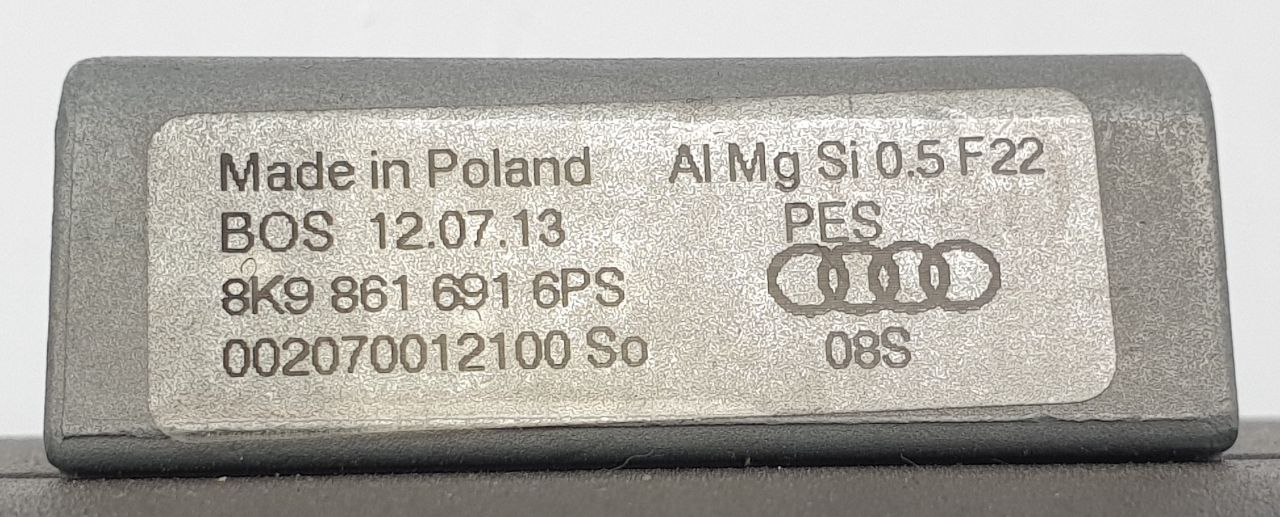 Made in Poland Al Mg Si 0.5 F22
BOS 12.07.13 PES
8K9 861 691 6PS
002070012100 So 08S